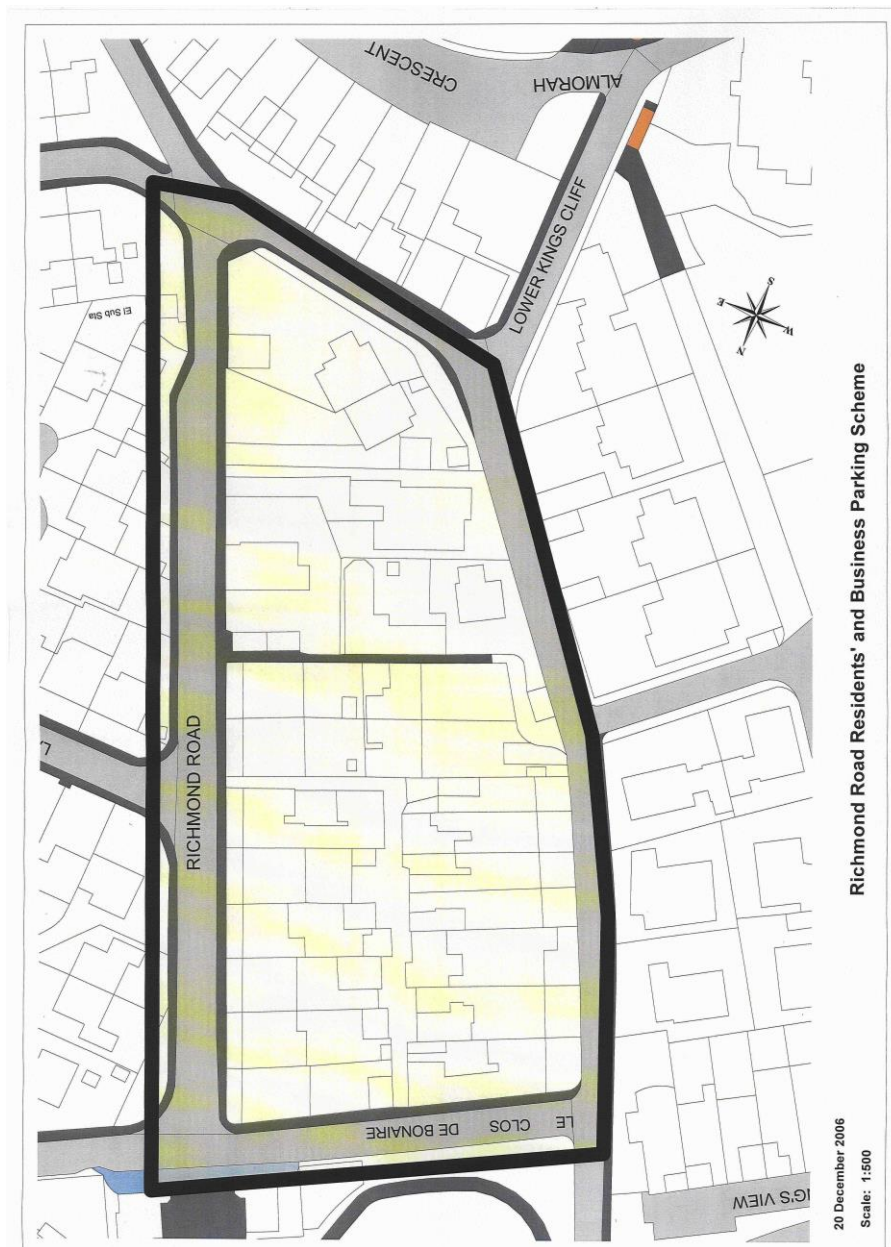 CRESCENT
ALMORAH
LOWER KINGS CLIFF
El Sub Sta
N
E
S
W
RICHMOND ROAD
LE CLOS DE BONAIRE
Richmond Road Residents' and Business Parking Scheme
20 December 2006
Scale: 1:500